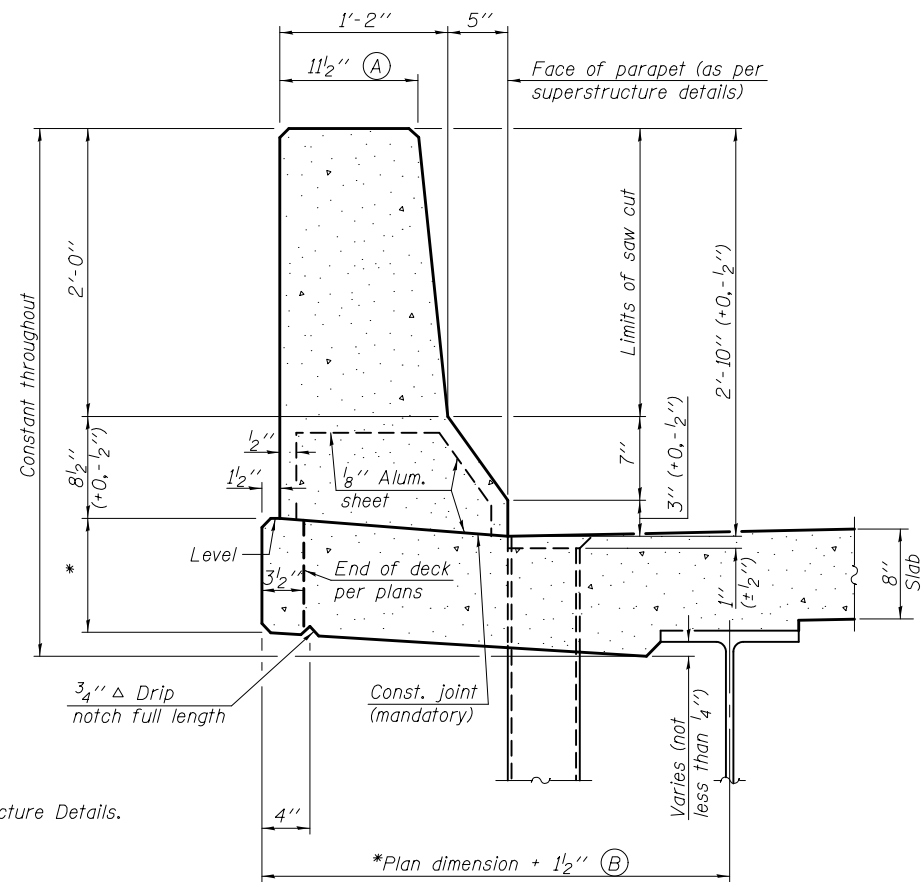 1'-2"
5"
11½" Ⓐ
Face of parapet (as per
superstructure details)
Constant throughout
2'-0"
8½"
(+0,-½")
*
Limits of saw cut
2'-10" (+0,-½")
7"
3" (+0,-½")
½"
1½"
⅛" Alum.
sheet
Level
3½"
End of deck
per plans
1"
(±½")
8"
Slab
¾" △ Drip
notch full length
Const. joint
(mandatory)
Varies (not
less than ¼")
cture Details.
4"
*Plan dimension + 1½" Ⓑ